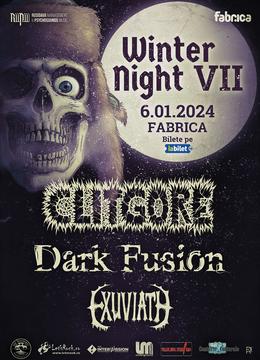 fabrica
Winter
Night VII
6.01.2024
FABRICA
Bilete pe
iabilet
CLITGORE
Dark Fusion
EXUVIATH